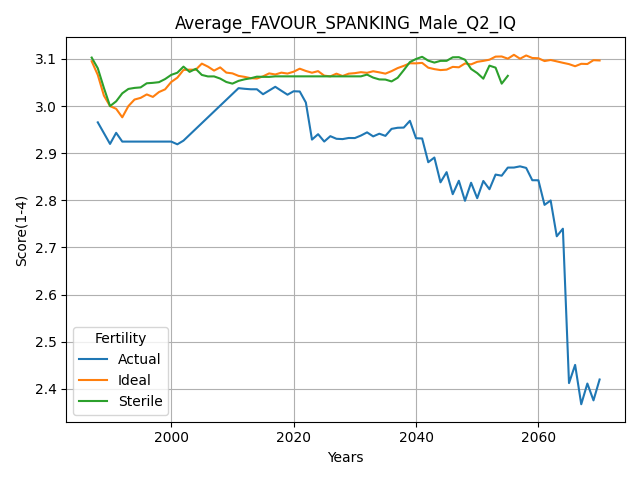 Average_FAVOUR_SPANKING_Male_Q2_IQ
3.1
3.0
2.9
2.8
2.7
2.6
2.5
2.4
Score(1-4)
Fertility
Actual
Ideal
Sterile
2000 2020 2040 2060
Years